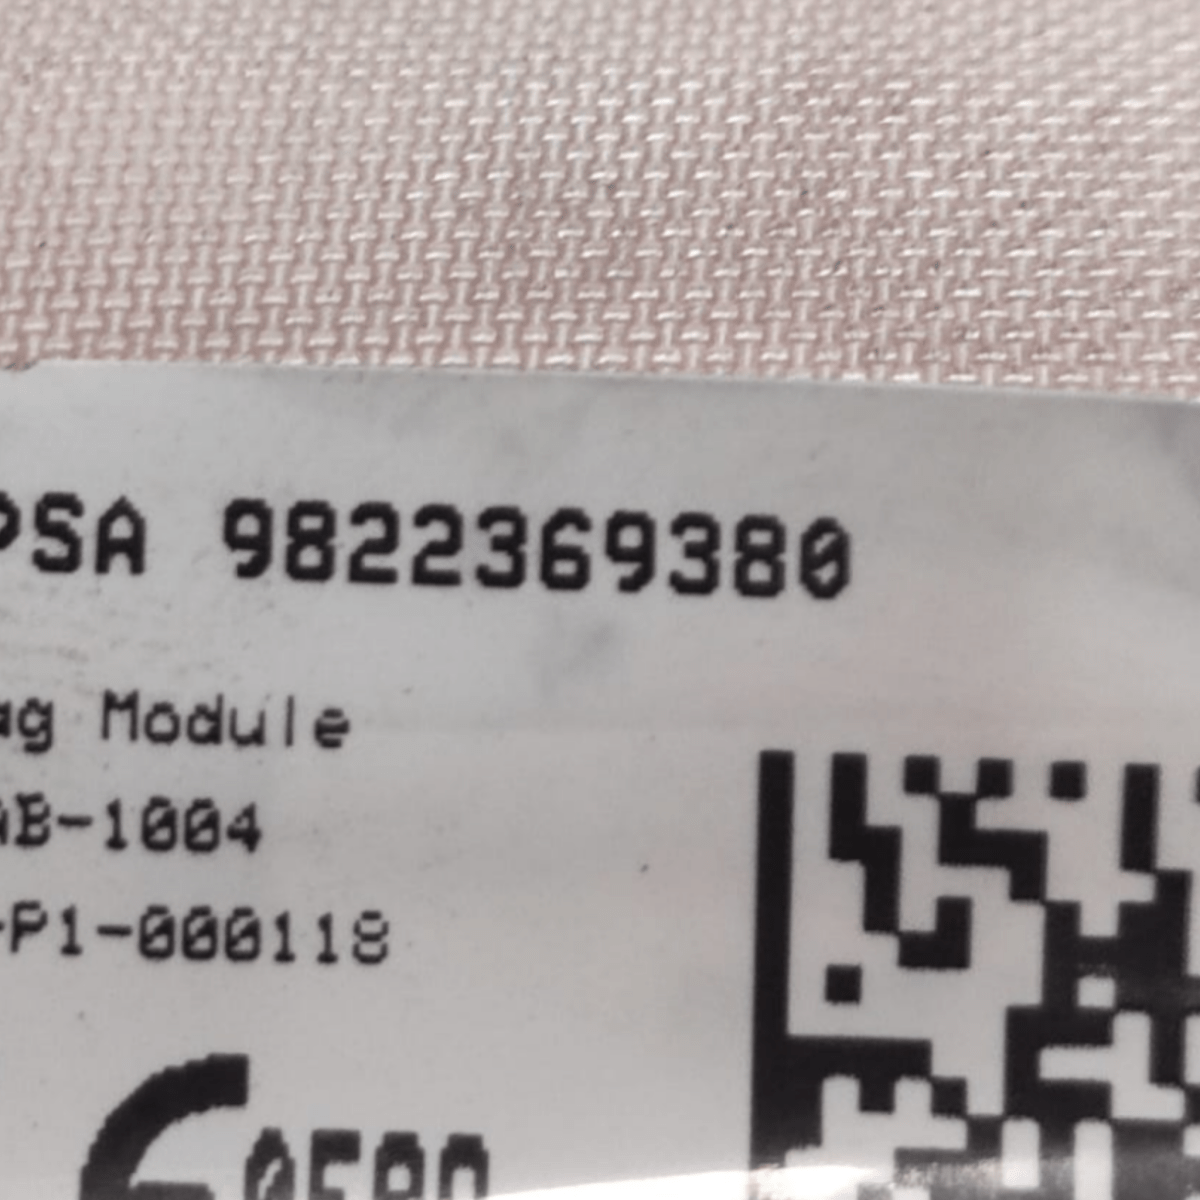 PSA 9822369380
ag Module
AB-1004
-P1-000118